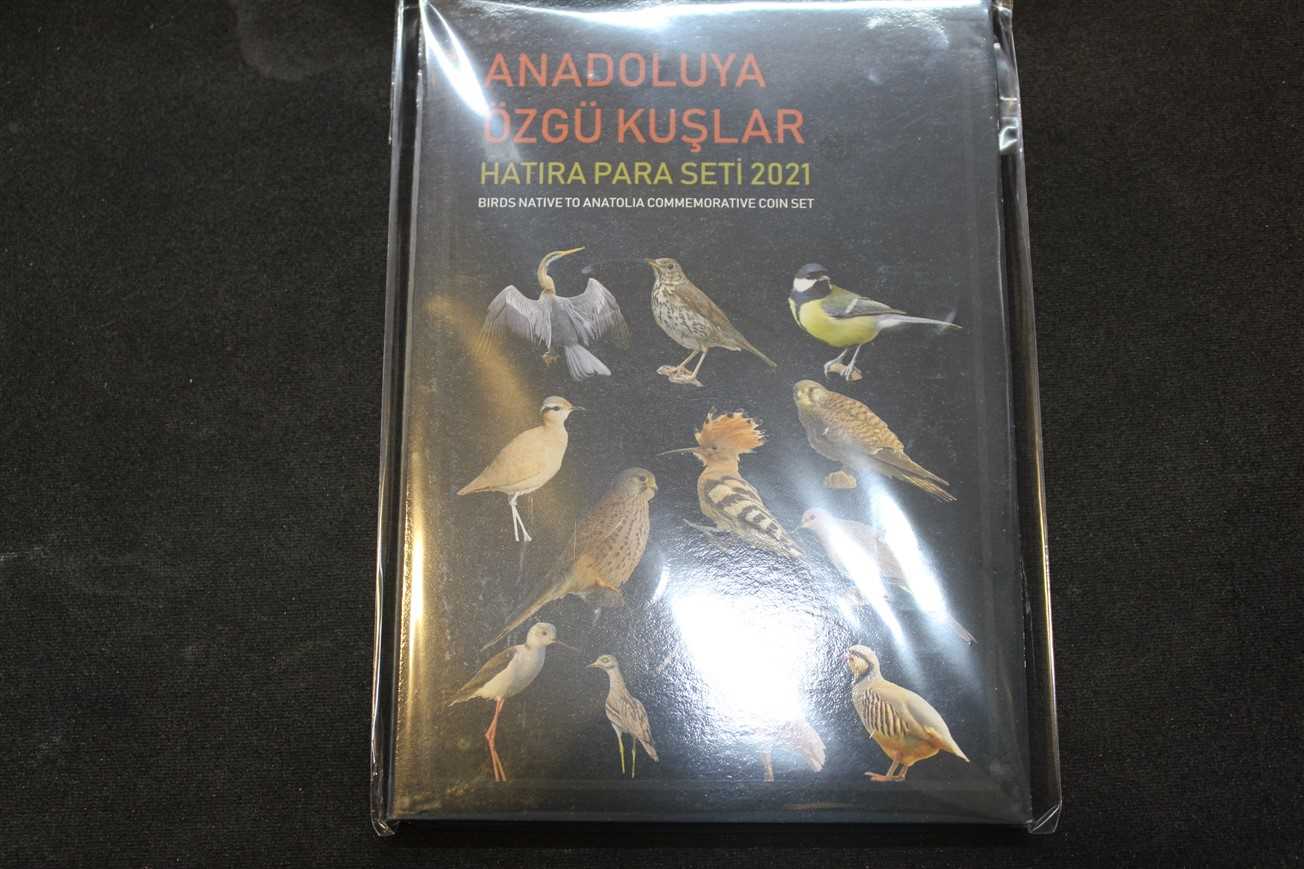 ANADOLUYA
ÖZGÜ KUŞLAR
HATIRA PARA SETİ 2021
BIRDS NATIVE TO ANATOLIA COMMEMORATIVE COIN SET